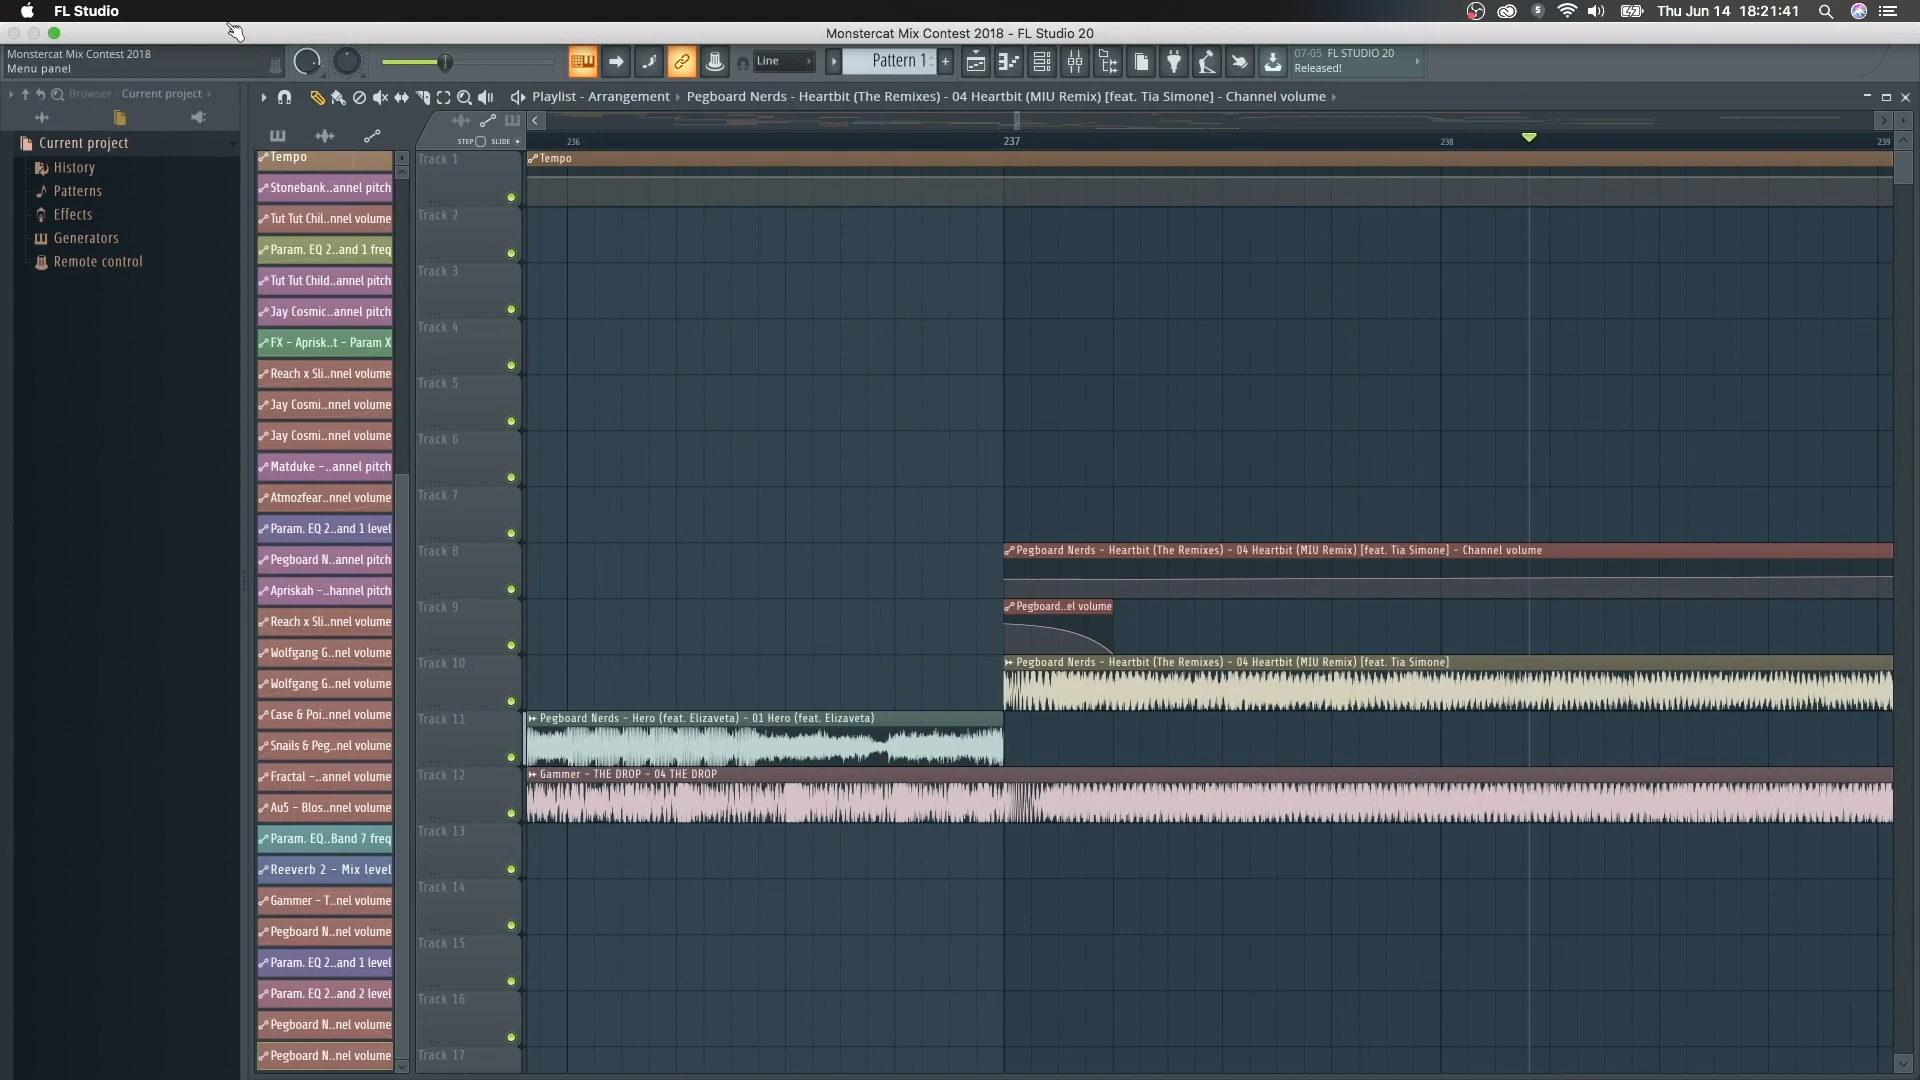 FL Studio
5
Thu Jun 14 18:21:41
Monstercat Mix Contest 2018 - FL Studio 20
Monstercat Mix Contest 2018
Menu panel
Line
Pattern 1
+
07-05 FL STUDIO 20
Released!
Browser - Current project
Playlist - Arrangement
Pegboard Nerds - Heartbit (The Remixes) - 04 Heartbit (MIU Remix) [feat. Tia Simone] - Channel volume
STEP
SLIDE
236
237
238
239
Current project
History
Patterns
Effects
Generators
Remote control
Tempo
Stonebank..annel pitch
Tut Tut Chil..nnel volume
Param. EQ 2..and 1 freq
Tut Tut Child..annel pitch
Jay Cosmic..annel pitch
FX - Aprisk..t - Param X
Reach x Sli..nnel volume
Jay Cosmi..nnel volume
Jay Cosmi..nnel volume
Matduke -..annel pitch
Atmozfear..nnel volume
Param. EQ 2..and 1 level
Pegboard N..annel pitch
Apriskah -..hannel pitch
Reach x Sli..nnel volume
Wolfgang G..nel volume
Wolfgang G..nel volume
Case & Poi..nnel volume
Snails & Peg..nel volume
Fractal -..annel volume
Au5 - Blos..nnel volume
Param. EQ..Band 7 freq
Reeverb 2 - Mix level
Gammer - T..nel volume
Pegboard N..nel volume
Param. EQ 2..and 1 level
Param. EQ 2..and 2 level
Pegboard N..nel volume
Pegboard N..nel volume
Track 1
Tempo
Track 2
Track 3
Track 4
Track 5
Track 6
Track 7
Track 8
Pegboard Nerds - Heartbit (The Remixes) - 04 Heartbit (MIU Remix) [feat. Tia Simone] - Channel volume
Track 9
Pegboard..el volume
Track 10
Pegboard Nerds - Heartbit (The Remixes) - 04 Heartbit (MIU Remix) [feat. Tia Simone]
Track 11
Pegboard Nerds - Hero (feat. Elizaveta) - 01 Hero (feat. Elizaveta)
Track 12
Gammer - THE DROP - 04 THE DROP
Track 13
Track 14
Track 15
Track 16
Track 17